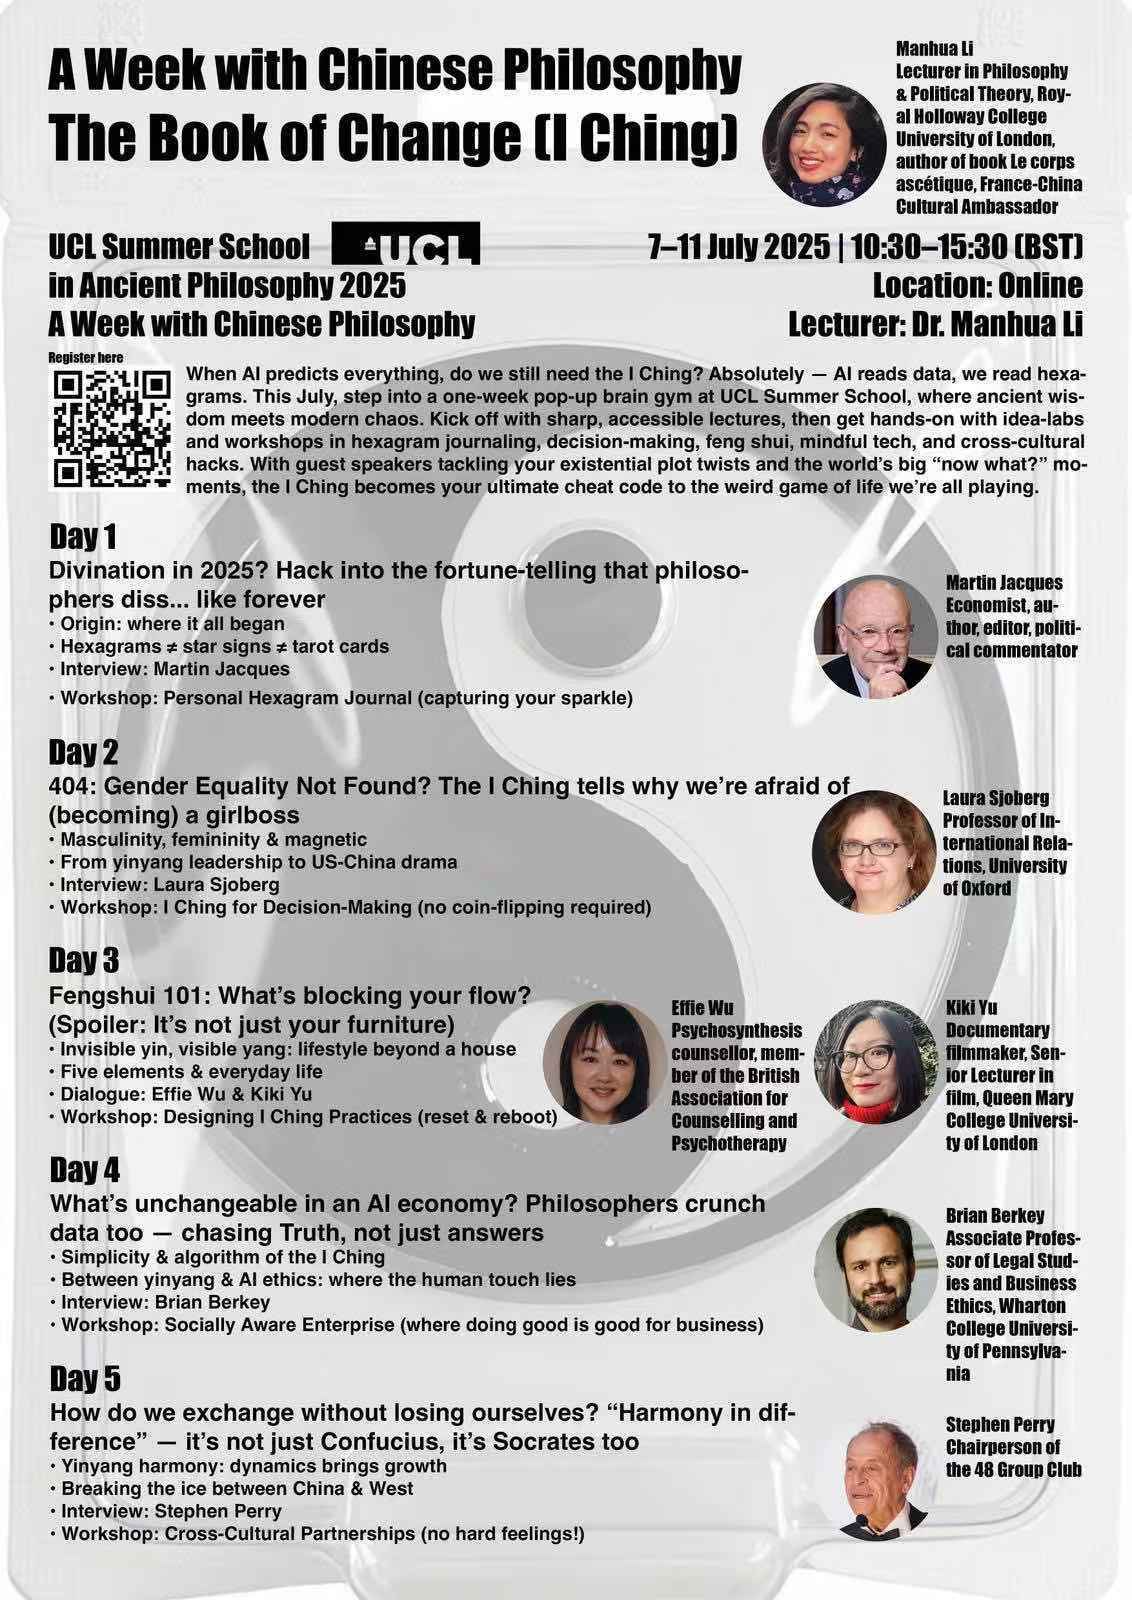 A Week with Chinese Philosophy
The Book of Change (I Ching)
Manhua Li
Lecturer in Philosophy
& Political Theory, Roy-
al Holloway College
University of London,
author of book Le corps
ascétique, France-China
Cultural Ambassador
UCL Summer School
UCL
in Ancient Philosophy 2025
A Week with Chinese Philosophy
7–11 July 2025 | 10:30–15:30 (BST)
Location: Online
Lecturer: Dr. Manhua Li
Register here
When AI predicts everything, do we still need the I Ching? Absolutely — AI reads data, we read hexa-
grams. This July, step into a one-week pop-up brain gym at UCL Summer School, where ancient wis-
dom meets modern chaos. Kick off with sharp, accessible lectures, then get hands-on with idea-labs
and workshops in hexagram journaling, decision-making, feng shui, mindful tech, and cross-cultural
hacks. With guest speakers tackling your existential plot twists and the world’s big “now what?” mo-
ments, the I Ching becomes your ultimate cheat code to the weird game of life we’re all playing.
Day 1
Divination in 2025? Hack into the fortune-telling that philoso-
phers diss... like forever
• Origin: where it all began
• Hexagrams ≠ star signs ≠ tarot cards
• Interview: Martin Jacques
• Workshop: Personal Hexagram Journal (capturing your sparkle)
Martin Jacques
Economist, au-
thor, editor, politi-
cal commentator
Day 2
404: Gender Equality Not Found? The I Ching tells why we’re afraid of
(becoming) a girlboss
• Masculinity, femininity & magnetic
• From yinyang leadership to US-China drama
• Interview: Laura Sjoberg
• Workshop: I Ching for Decision-Making (no coin-flipping required)
Laura Sjoberg
Professor of In-
ternational Rela-
tions, University
of Oxford
Day 3
Fengshui 101: What’s blocking your flow?
(Spoiler: It’s not just your furniture)
• Invisible yin, visible yang: lifestyle beyond a house
• Five elements & everyday life
• Dialogue: Effie Wu & Kiki Yu
• Workshop: Designing I Ching Practices (reset & reboot)
Effie Wu
Psychosynthesis
counsellor, mem-
ber of the British
Association for
Counselling and
Psychotherapy
Kiki Yu
Documentary
filmmaker, Sen-
ior Lecturer in
film, Queen Mary
College Universi-
ty of London
Day 4
What’s unchangeable in an AI economy? Philosophers crunch
data too — chasing Truth, not just answers
• Simplicity & algorithm of the I Ching
• Between yinyang & AI ethics: where the human touch lies
• Interview: Brian Berkey
• Workshop: Socially Aware Enterprise (where doing good is good for business)
Brian Berkey
Associate Profes-
sor of Legal Stud-
ies and Business
Ethics, Wharton
College Universi-
ty of Pennsylva-
nia
Day 5
How do we exchange without losing ourselves? “Harmony in dif-
ference” — it’s not just Confucius, it’s Socrates too
• Yinyang harmony: dynamics brings growth
• Breaking the ice between China & West
• Interview: Stephen Perry
• Workshop: Cross-Cultural Partnerships (no hard feelings!)
Stephen Perry
Chairperson of
the 48 Group Club